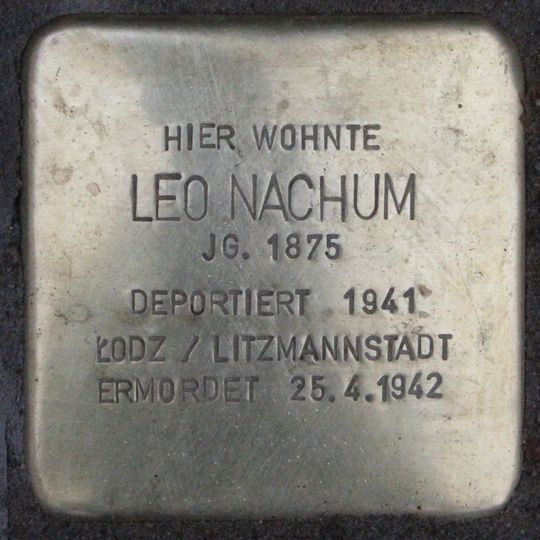 HIER WOHNTE
LEO NACHUM
JG. 1875
DEPORTIERT 1941
ŁODZ / LITZMANNSTADT
ERMORDET 25.4.1942